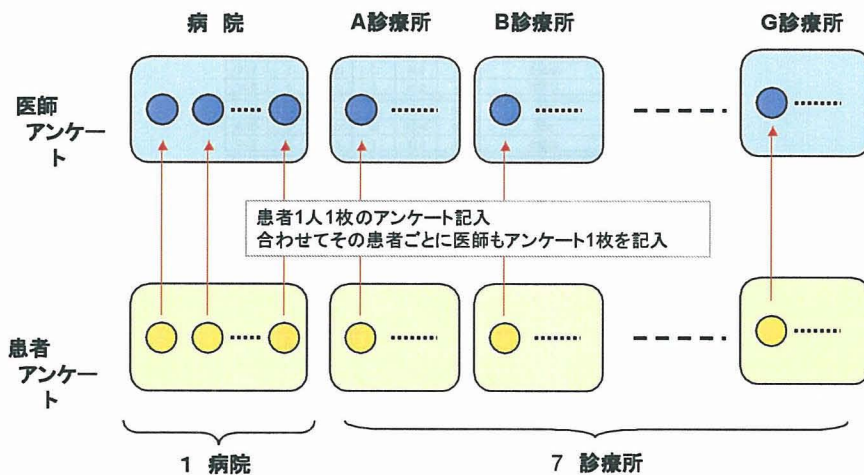 病 院 A診療所 B診療所 G診療所
医師
アンケー
ト
患者1人1枚のアンケート記入
合わせてその患者ごとに医師もアンケート1枚を記入
患者
アンケー
ト
1 病院 7 診療所